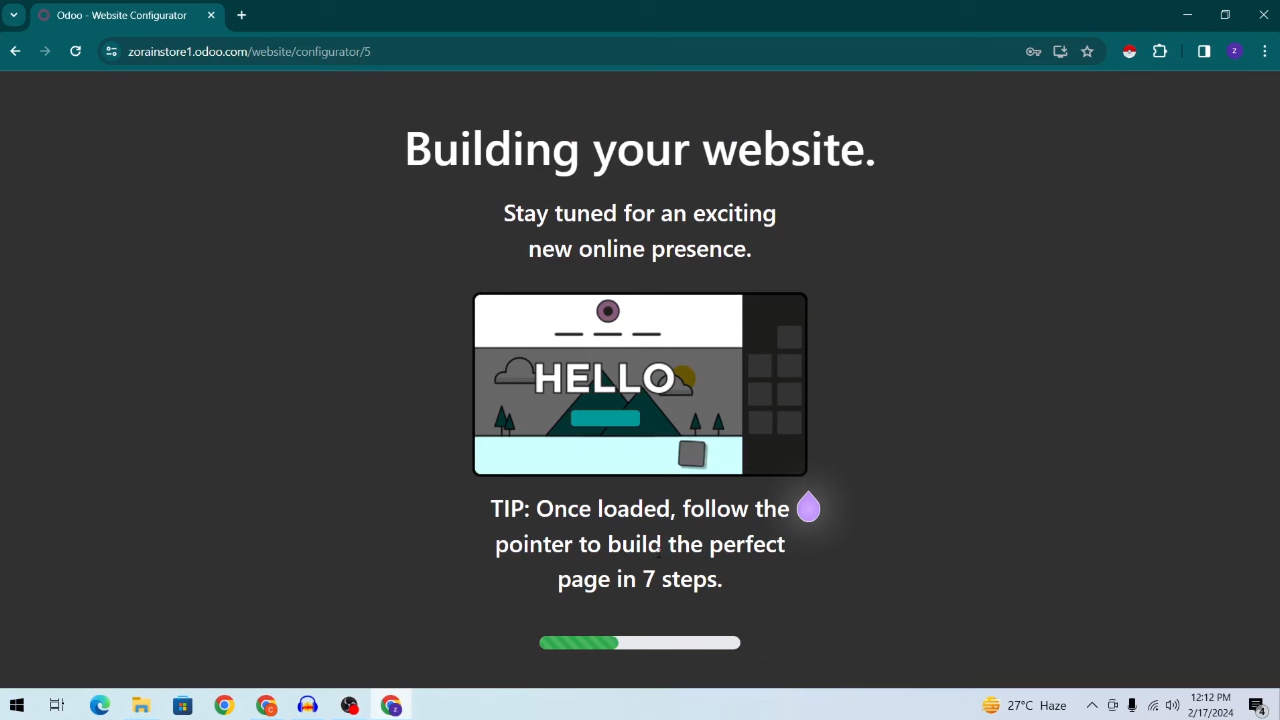 Odoo - Website Configurator
zorainstore1.odoo.com/website/configurator/5
Z
Building your website.
Stay tuned for an exciting
new online presence.
HELLO
TIP: Once loaded, follow the
pointer to build the perfect
page in 7 steps.
27°C Haze
12:12 PM
2/17/2024
4